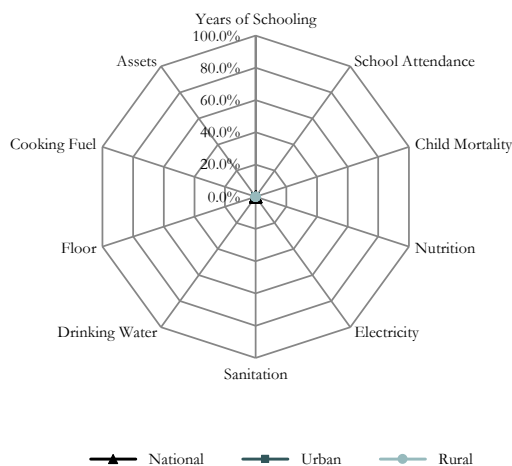 Years of Schooling
100.0%
Assets
School Attendance
80.0%
60.0%
40.0%
Cooking Fuel
Child Mortality
20.0%
0.0%
Floor
Nutrition
Drinking Water
Electricity
Sanitation
National
Urban
Rural